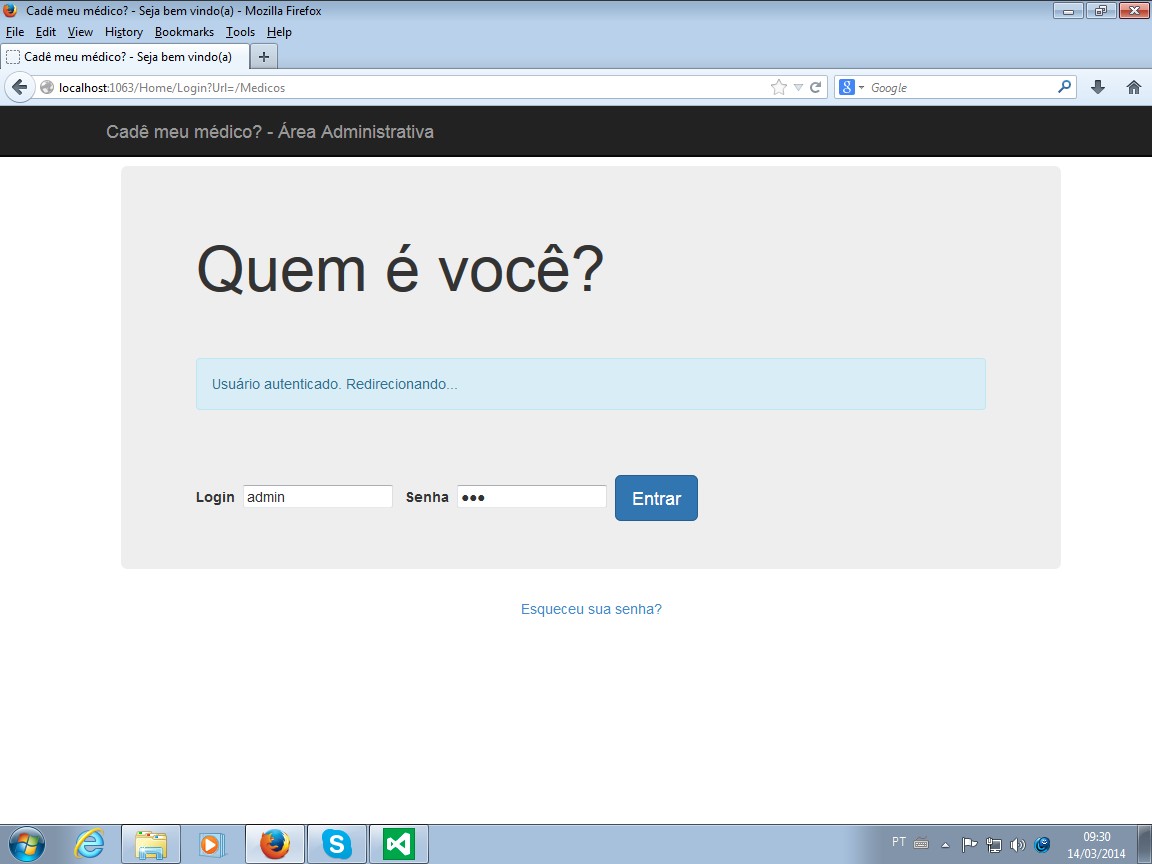 Cadê meu médico? - Seja bem vindo(a) - Mozilla Firefox
File Edit View History Bookmarks Tools Help
Cadê meu médico? - Seja bem vindo(a)
localhost:1063/Home/Login?Url=/Medicos
Google
Cadê meu médico? - Área Administrativa
Quem é você?
Usuário autenticado. Redirecionando...
Login admin Senha ●●● Entrar
Esqueceu sua senha?
PT
09:30
14/03/2014